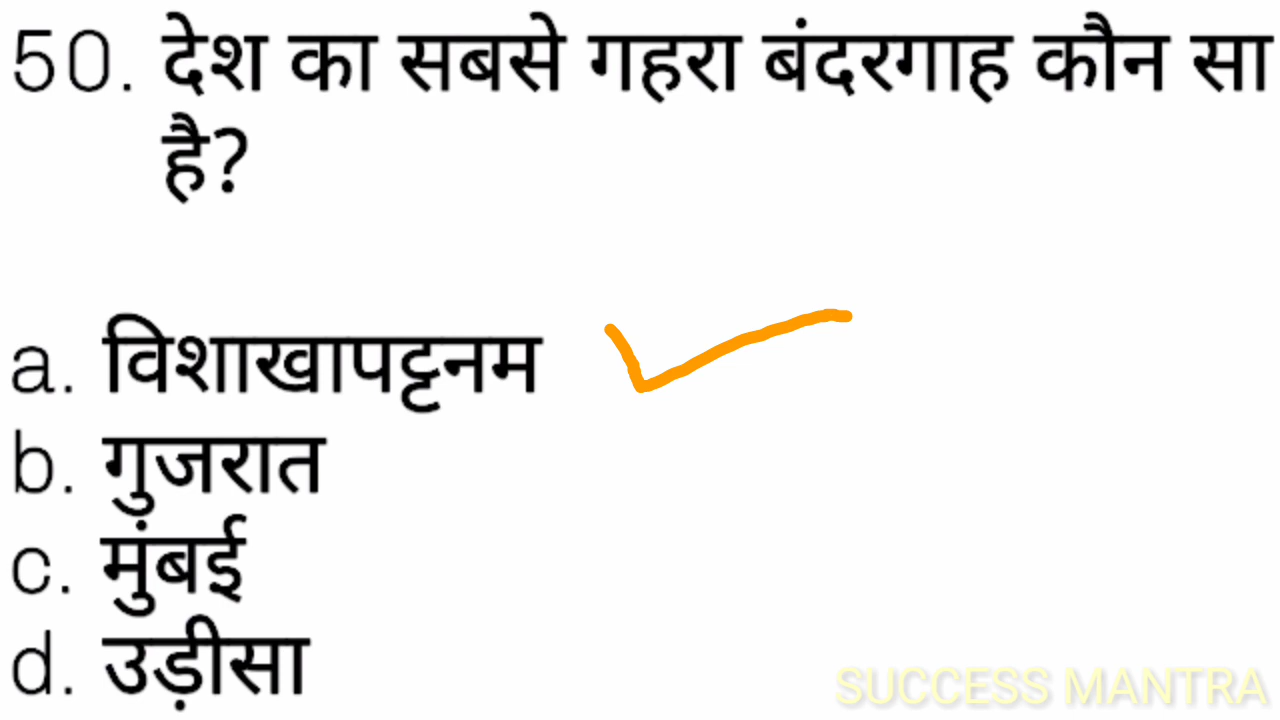 50. देश का सबसे गहरा बंदरगाह कौन सा
है?
a. विशाखापट्टनम
b. गुजरात
c. मुंबई
d. उड़ीसा
SUCCESS MANTRA